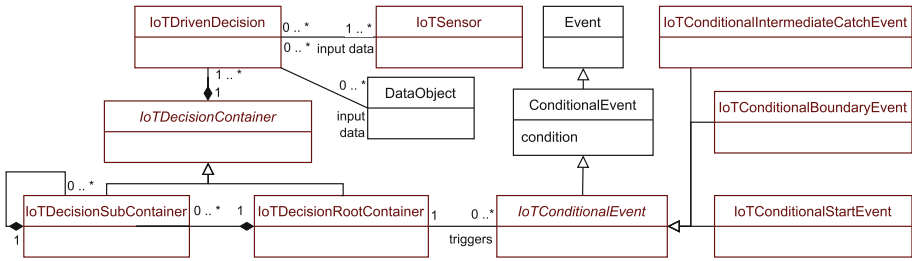 IoTDrivenDecision
0 .. *
1 .. *
IoTSensor
Event
IoTConditionalIntermediateCatchEvent
0 .. *
input data
1 .. *
1
0 .. *
DataObject
input
data
ConditionalEvent
condition
IoTConditionalBoundaryEvent
IoTDecisionContainer
0 .. *
IoTDecisionSubContainer
0 .. *
1
IoTDecisionRootContainer
1
0 ..*
IoTConditionalEvent
IoTConditionalStartEvent
1
triggers